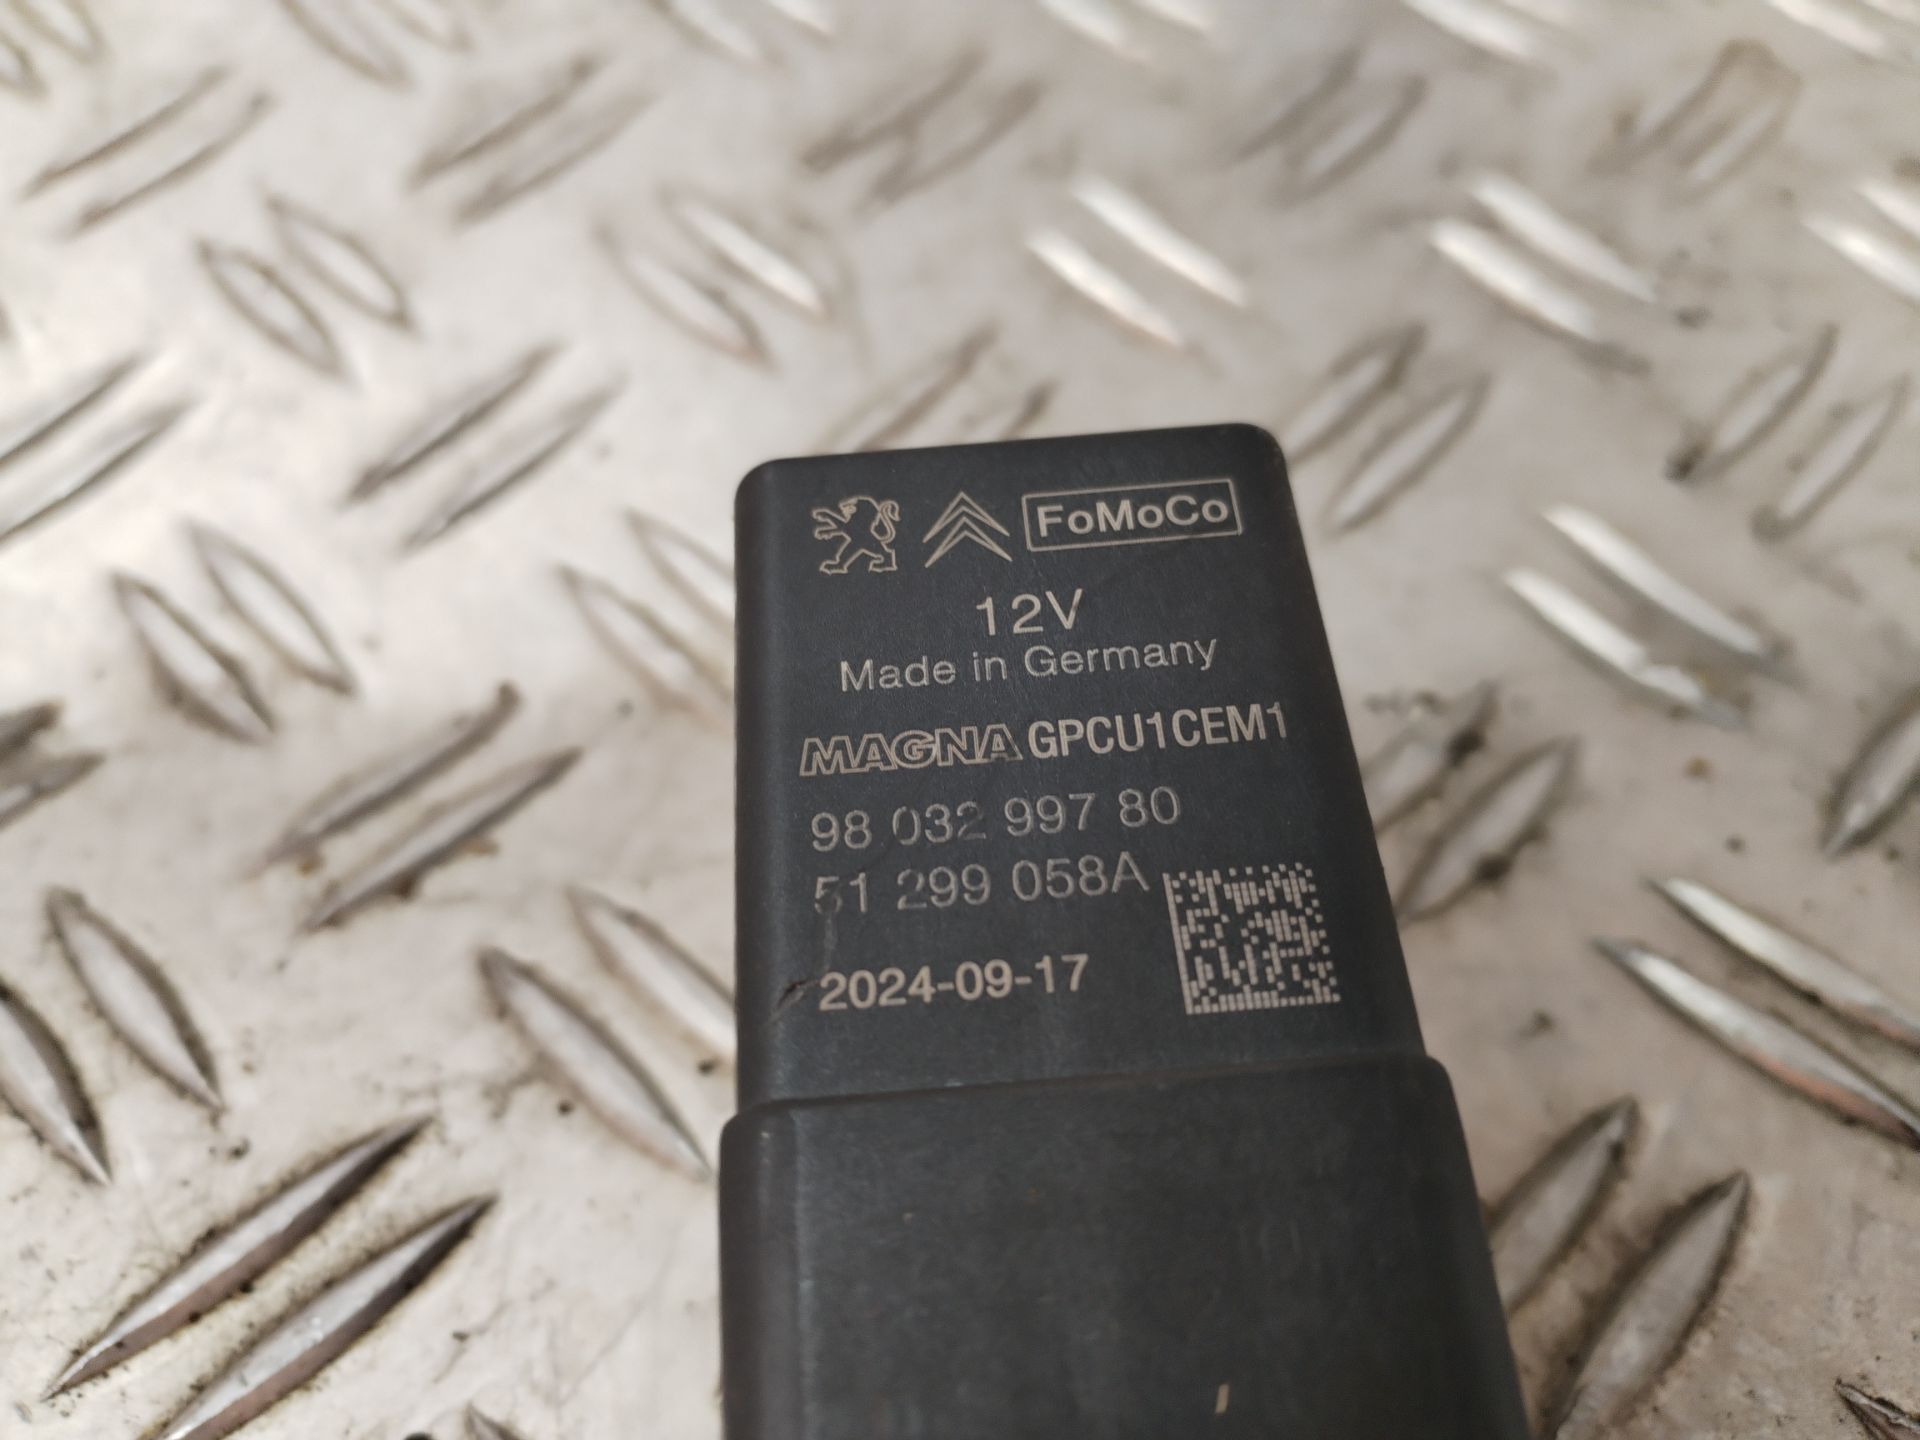 FoMoCo
12V
Made in Germany
MAGNA GPCU1CEM1
98 032 997 80
51 299 058A
2024-09-17